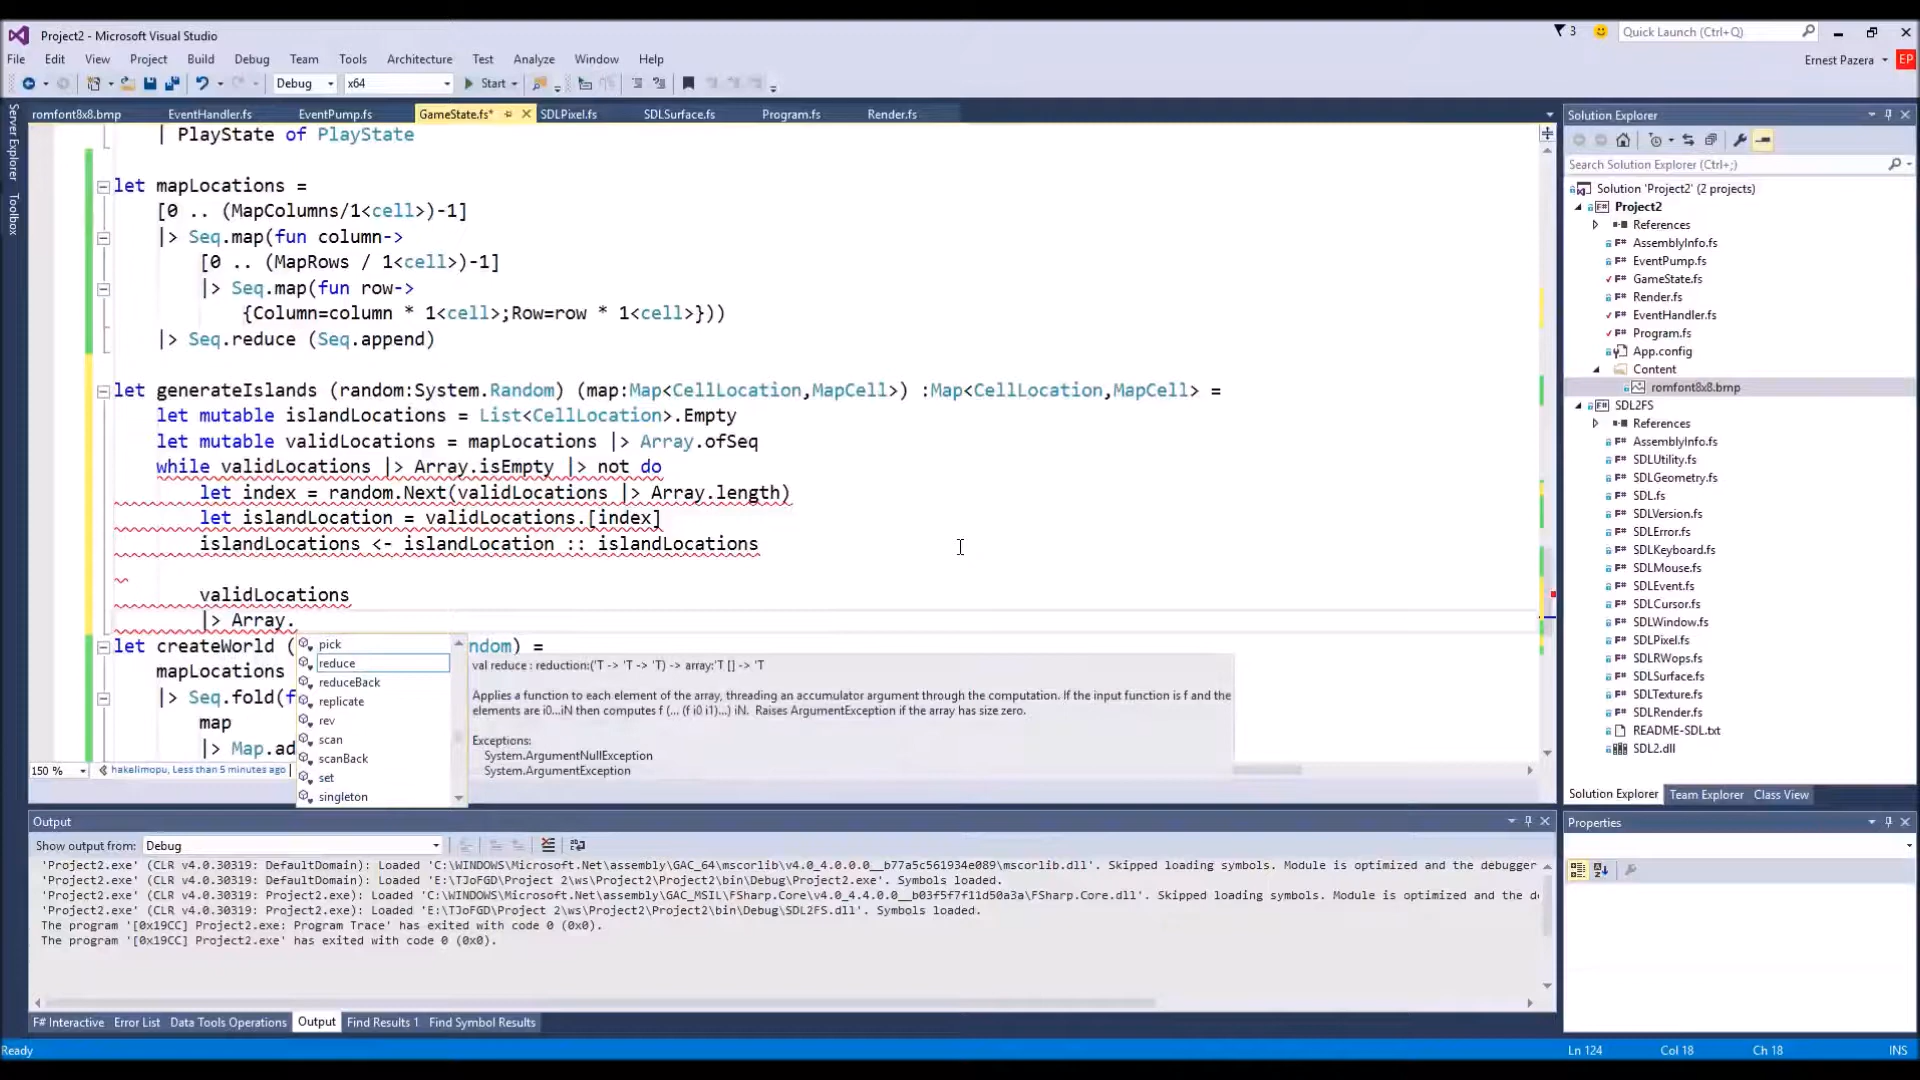 Project2 - Microsoft Visual Studio
3
Quick Launch (Ctrl+Q)
File Edit View Project Build Debug Team Tools Architecture Test Analyze Window Help
Ernest Pazera EP
Debug x64 Start
Server Explorer
Toolbox
romfont8x8.bmp EventHandler.fs EventPump.fs GameState.fs* SDLPixel.fs SDLSurface.fs Program.fs Render.fs
| PlayState of PlayState
let mapLocations =
[0 .. (MapColumns/1<cell>)-1]
|> Seq.map(fun column->
[0 .. (MapRows / 1<cell>)-1]
|> Seq.map(fun row->
{Column=column * 1<cell>;Row=row * 1<cell>}))
|> Seq.reduce (Seq.append)
let generateIslands (random:System.Random) (map:Map<CellLocation,MapCell>) :Map<CellLocation,MapCell> =
let mutable islandLocations = List<CellLocation>.Empty
let mutable validLocations = mapLocations |> Array.ofSeq
while validLocations |> Array.isEmpty |> not do
let index = random.Next(validLocations |> Array.length)
let islandLocation = validLocations.[index]
islandLocations <- islandLocation :: islandLocations
validLocations
|> Array.
let createWorld ( ndom) =
mapLocations
|> Seq.fold(f
map
|> Map.ad
pick
reduce
reduceBack
replicate
rev
scan
scanBack
set
singleton
val reduce : reduction:('T -> 'T -> 'T) -> array:'T [] -> 'T
Applies a function to each element of the array, threading an accumulator argument through the computation. If the input function is f and the
elements are i0...iN then computes f (... (f i0 i1)...) iN. Raises ArgumentException if the array has size zero.
Exceptions:
System.ArgumentNullException
System.ArgumentException
150 % hakelimopu, Less than 5 minutes ago |
Output
Show output from: Debug
'Project2.exe' (CLR v4.0.30319: DefaultDomain): Loaded 'C:\WINDOWS\Microsoft.Net\assembly\GAC_64\mscorlib\v4.0_4.0.0.0__b77a5c561934e089\mscorlib.dll'. Skipped loading symbols. Module is optimized and the debugger
'Project2.exe' (CLR v4.0.30319: DefaultDomain): Loaded 'E:\TJoFGD\Project 2\ws\Project2\Project2\bin\Debug\Project2.exe'. Symbols loaded.
'Project2.exe' (CLR v4.0.30319: DefaultDomain): Loaded 'C:\WINDOWS\Microsoft.Net\assembly\GAC_MSIL\FSharp.Core\v4.0_4.4.0.0__b03f5f7f11d50a3a\FSharp.Core.dll'. Skipped loading symbols. Module is optimized and the de
'Project2.exe' (CLR v4.0.30319: DefaultDomain): Loaded 'E:\TJoFGD\Project 2\ws\Project2\Project2\bin\Debug\SDL2FS.dll'. Symbols loaded.
The program '[0x19CC] Project2.exe: Program Trace' has exited with code 0 (0x0).
The program '[0x19CC] Project2.exe' has exited with code 0 (0x0).
F# Interactive Error List Data Tools Operations Output Find Results 1 Find Symbol Results
Solution Explorer
Search Solution Explorer (Ctrl+;)
Solution 'Project2' (2 projects)
Project2
References
AssemblyInfo.fs
EventPump.fs
GameState.fs
Render.fs
EventHandler.fs
Program.fs
App.config
Content
romfont8x8.bmp
SDL2FS
References
AssemblyInfo.fs
SDLUtility.fs
SDLGeometry.fs
SDL.fs
SDLVersion.fs
SDLError.fs
SDLKeyboard.fs
SDLMouse.fs
SDLEvent.fs
SDLCursor.fs
SDLWindow.fs
SDLPixel.fs
SDLRWops.fs
SDLSurface.fs
SDLTexture.fs
SDLRender.fs
README-SDL.txt
SDL2.dll
Solution Explorer Team Explorer Class View
Properties
Ready Ln 124 Col 18 Ch 18 INS